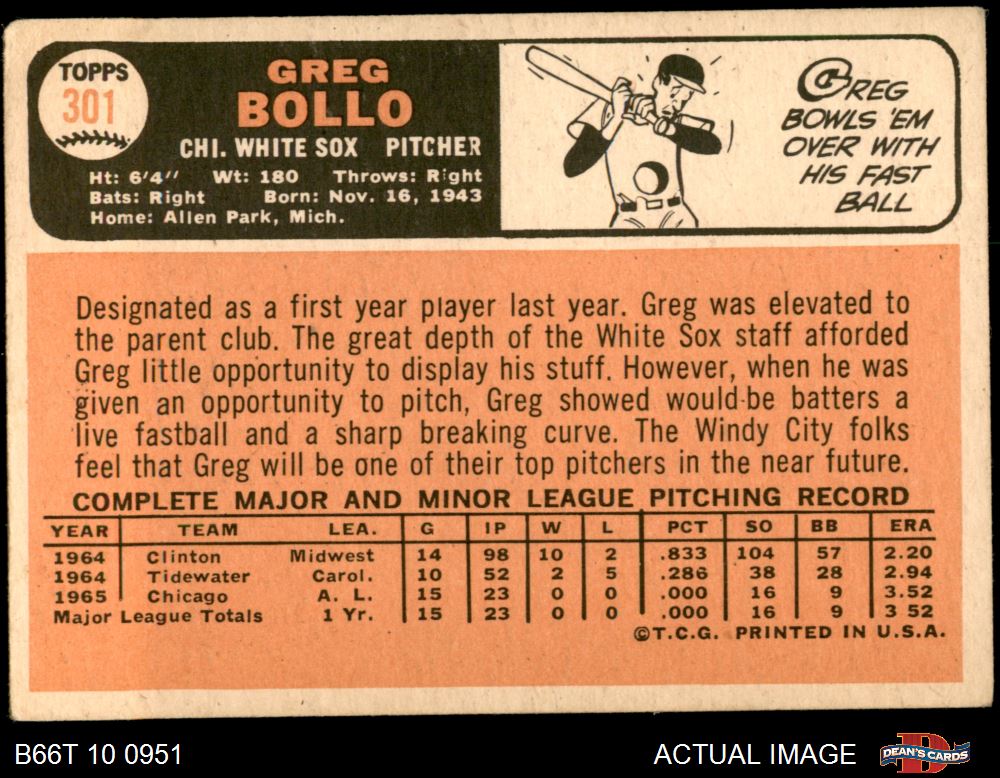 TOPPS
301
GREG
BOLLO
CHI. WHITE SOX PITCHER
Ht: 6'4" Wt: 180 Throws: Right
Bats: Right Born: Nov. 16, 1943
Home: Allen Park, Mich.
GREG
BOWLS 'EM
OVER WITH
HIS FAST
BALL
Designated as a first year player last year. Greg was elevated to
the parent club. The great depth of the White Sox staff afforded
Greg little opportunity to display his stuff. However, when he was
given an opportunity to pitch, Greg showed would-be batters a
live fastball and a sharp breaking curve. The Windy City folks
feel that Greg will be one of their top pitchers in the near future.
COMPLETE MAJOR AND MINOR LEAGUE PITCHING RECORD
YEAR TEAM LEA. G IP W L PCT SO BB ERA
1964 Clinton Midwest 14 98 10 2 .833 104 57 2.20
1964 Tidewater Carol. 10 52 2 5 .286 38 28 2.94
1965 Chicago A. L. 15 23 0 0 .000 16 9 3.52
Major League Totals 1 Yr. 15 23 0 0 .000 16 9 3 52
©T.C.G. PRINTED IN U.S.A.
B66T 10 0951 ACTUAL IMAGE DEAN'S CARDS